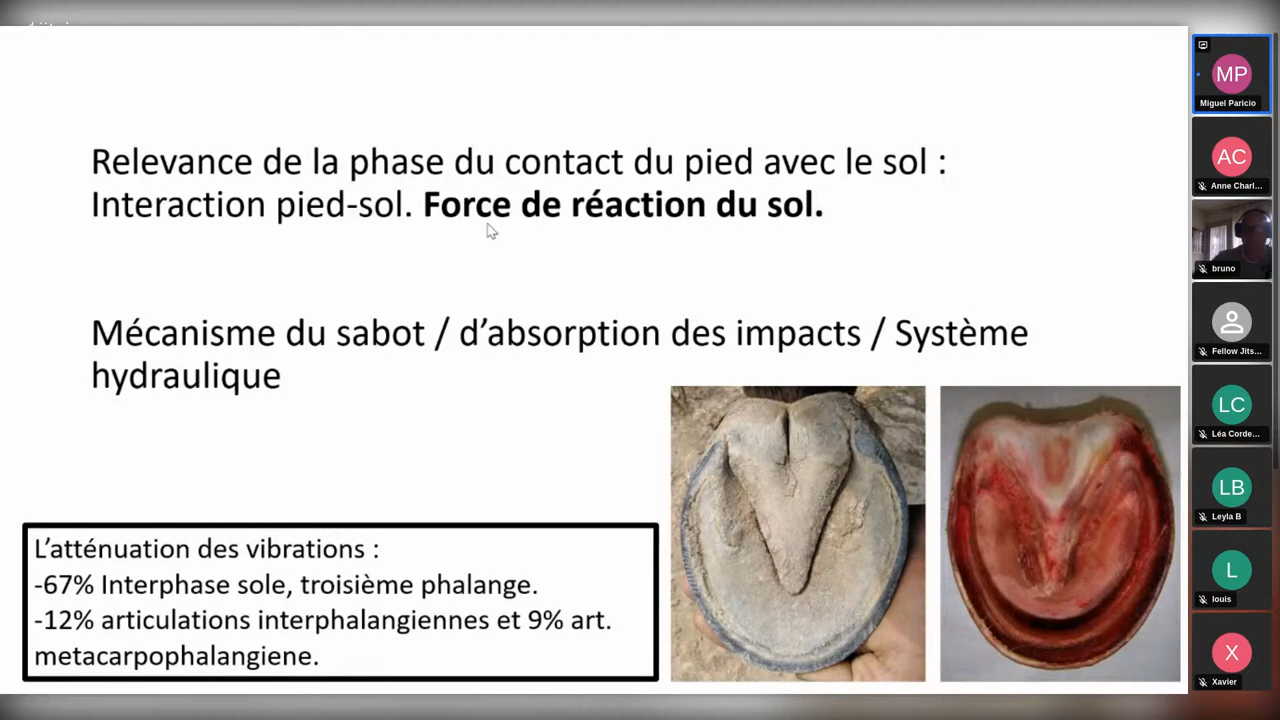 Relevance de la phase du contact du pied avec le sol :
Interaction pied-sol. Force de réaction du sol.
Mécanisme du sabot / d’absorption des impacts / Système
hydraulique
L’atténuation des vibrations :
-67% Interphase sole, troisième phalange.
-12% articulations interphalangiennes et 9% art.
metacarpophalangiene.
MP
Miguel Paricio
AC
Anne Charl...
bruno
Fellow Jits...
LC
Léa Corde...
LB
Leyla B
L
louis
X
Xavier